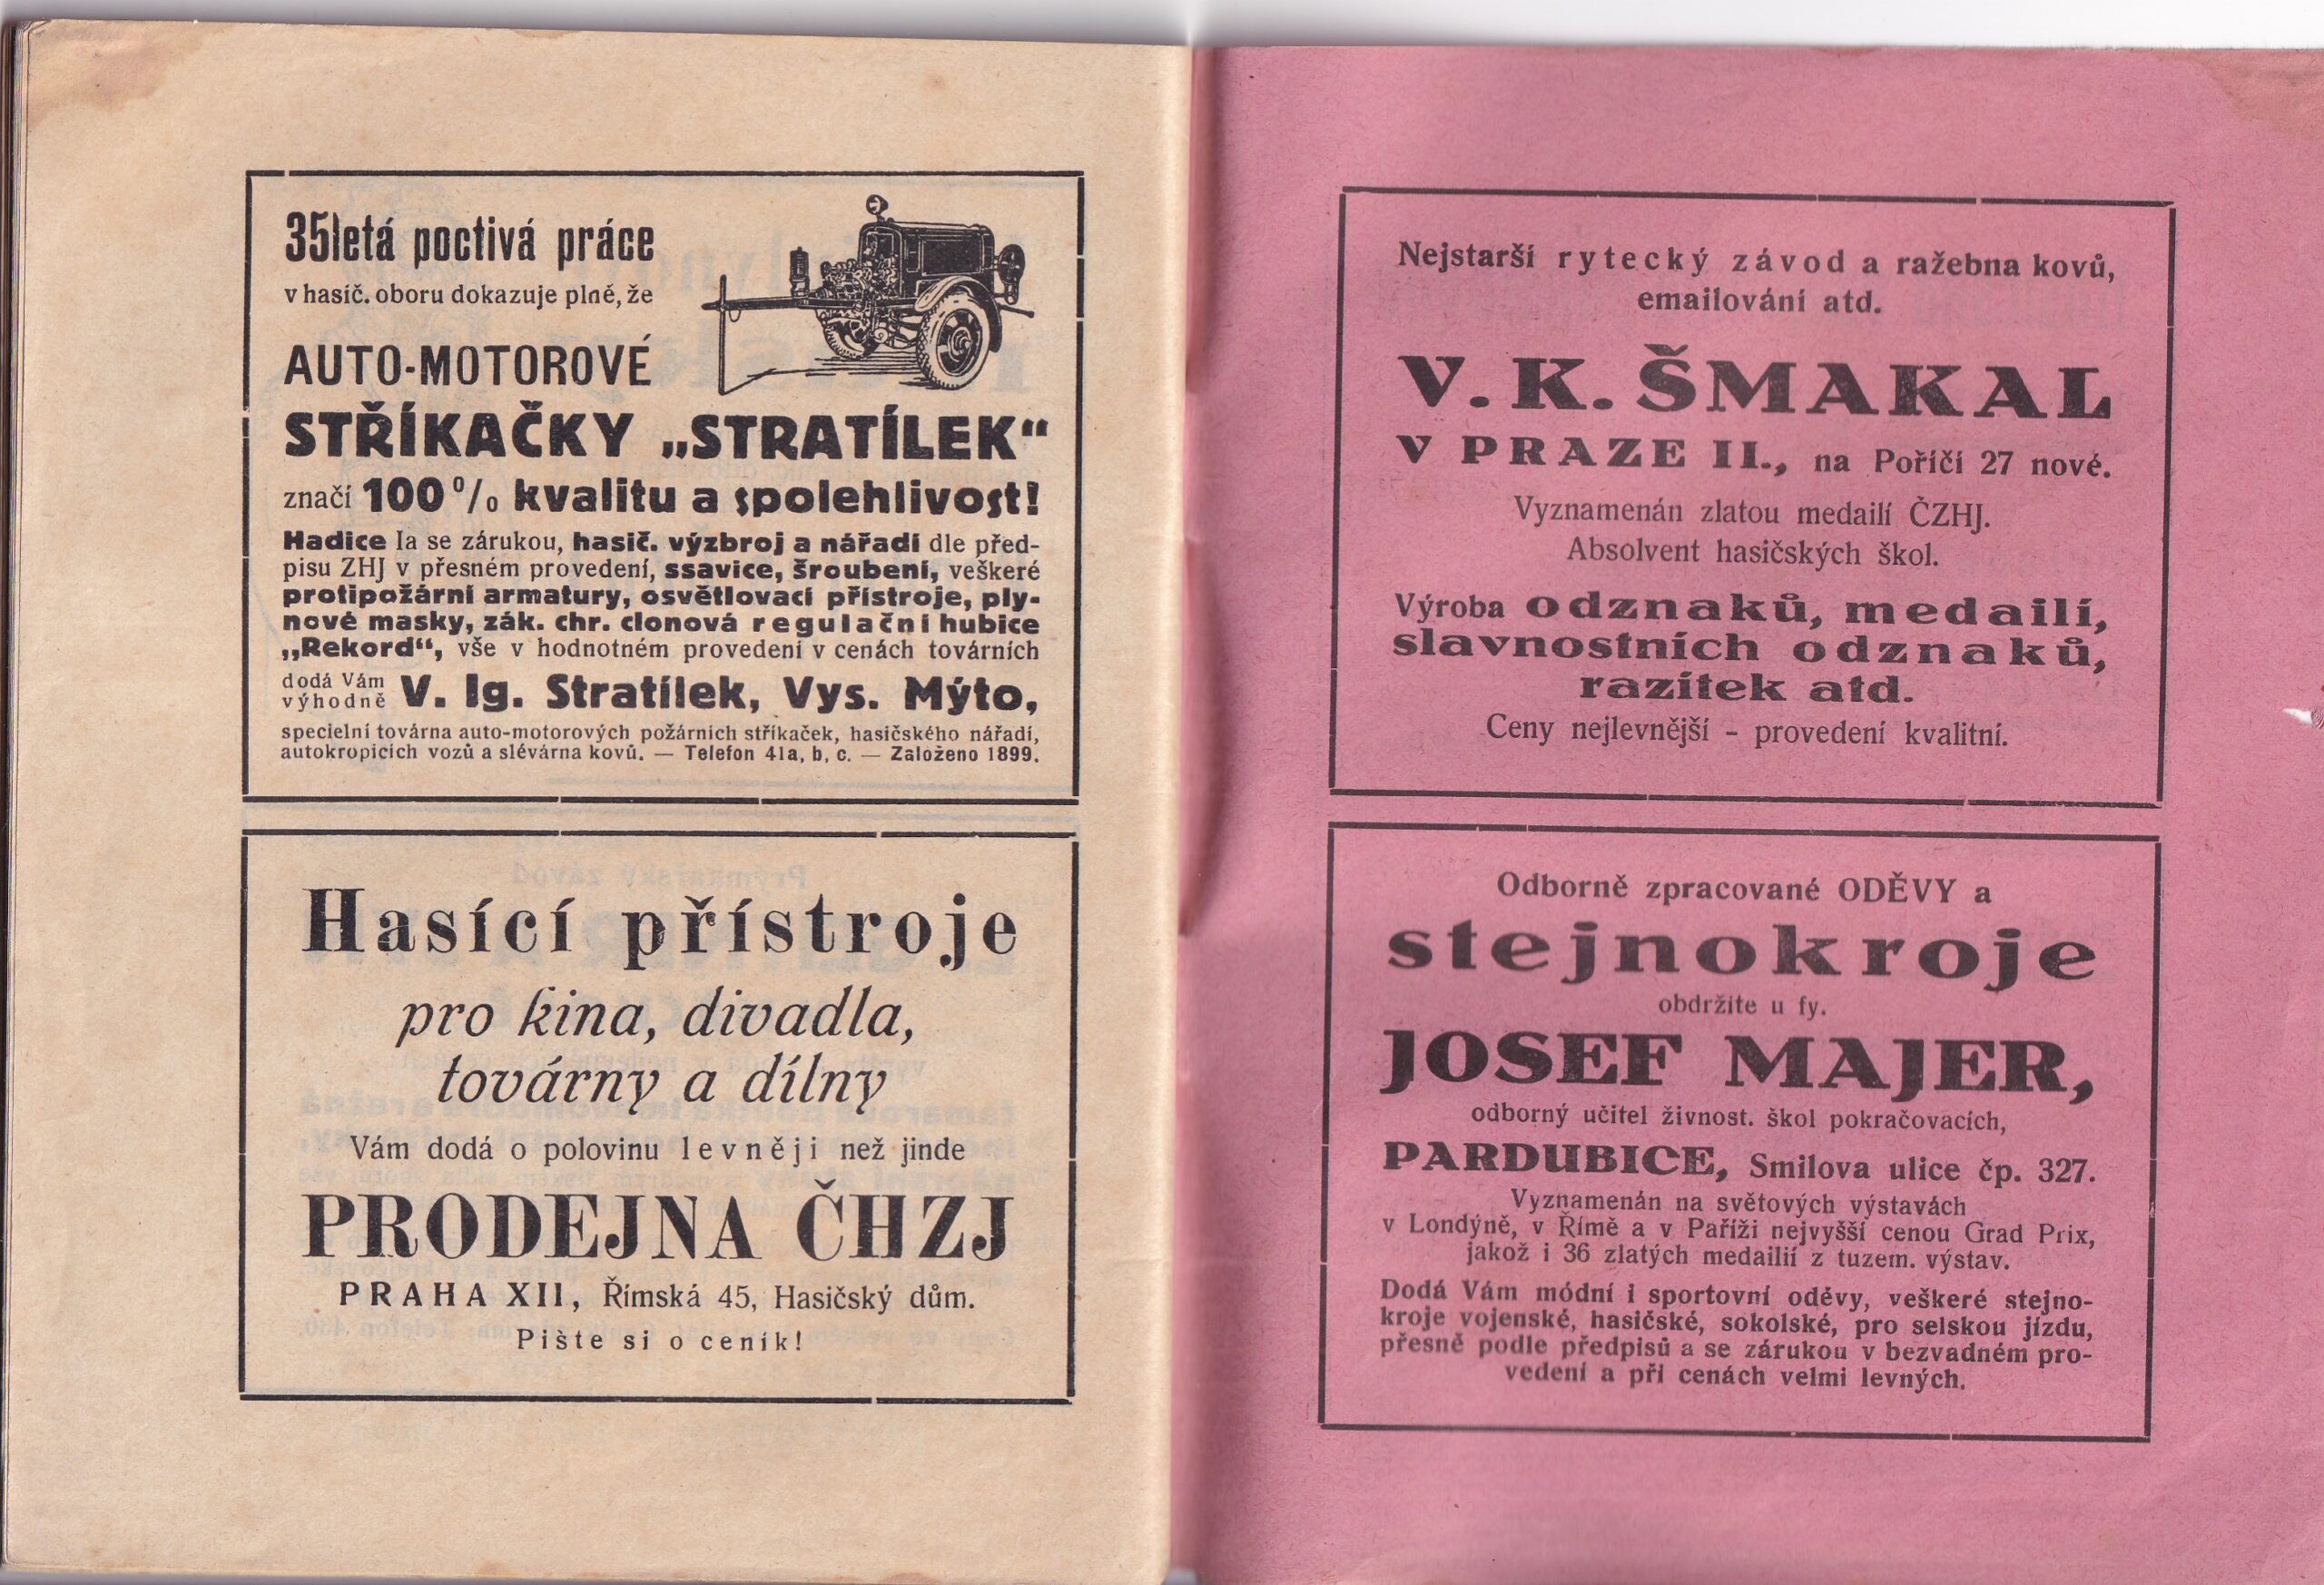 35letá poctivá práce
v hasič. oboru dokazuje plně, že
AUTO-MOTOROVÉ
STŘÍKAČKY „STRATÍLEK“
značí 100% kvalitu a spolehlivost!
Hadice Ia se zárukou, hasič. výzbroj a nářadí dle před-
pisu ZHJ v přesném provedení, ssavice, šroubení, veškeré
protipožární armatury, osvětlovací přístroje, ply-
nové masky, zák. chr. clonová regulační hubice
„Rekord“, vše v hodnotném provedení v cenách továrních
dodá Vám
výhodně V. Ig. Stratílek, Vys. Mýto,
specielní továrna auto-motorových požárních stříkaček, hasičského nářadí,
autokropicích vozů a slévárna kovů. — Telefon 41a, b, c. — Založeno 1899.
Hasící přístroje
pro kina, divadla,
továrny a dílny
Vám dodá o polovinu levněji než jinde
PRODEJNA ČHZJ
PRAHA XII, Římská 45, Hasičský dům.
Pište si o ceník!
Nejstarší rytecký závod a ražebna kovů,
emailování atd.
V. K. ŠMAKAL
V PRAZE II., na Poříčí 27 nové.
Vyznamenán zlatou medailí ČZHJ.
Absolvent hasičských škol.
Výroba odznaků, medailí,
slavnostních odznaků,
razítek atd.
Ceny nejlevnější - provedení kvalitní.
Odborně zpracované ODĚVY a
stejnokroje
obdržíte u fy.
JOSEF MAJER,
odborný učitel živnost. škol pokračovacích,
PARDUBICE, Smilova ulice čp. 327.
Vyznamenán na světových výstavách
v Londýně, v Římě a v Paříži nejvyšší cenou Grad Prix,
jakož i 36 zlatých medailií z tuzem. výstav.
Dodá Vám módní i sportovní oděvy, veškeré stejno-
kroje vojenské, hasičské, sokolské, pro selskou jízdu,
přesně podle předpisů a se zárukou v bezvadném pro-
vedení a při cenách velmi levných.